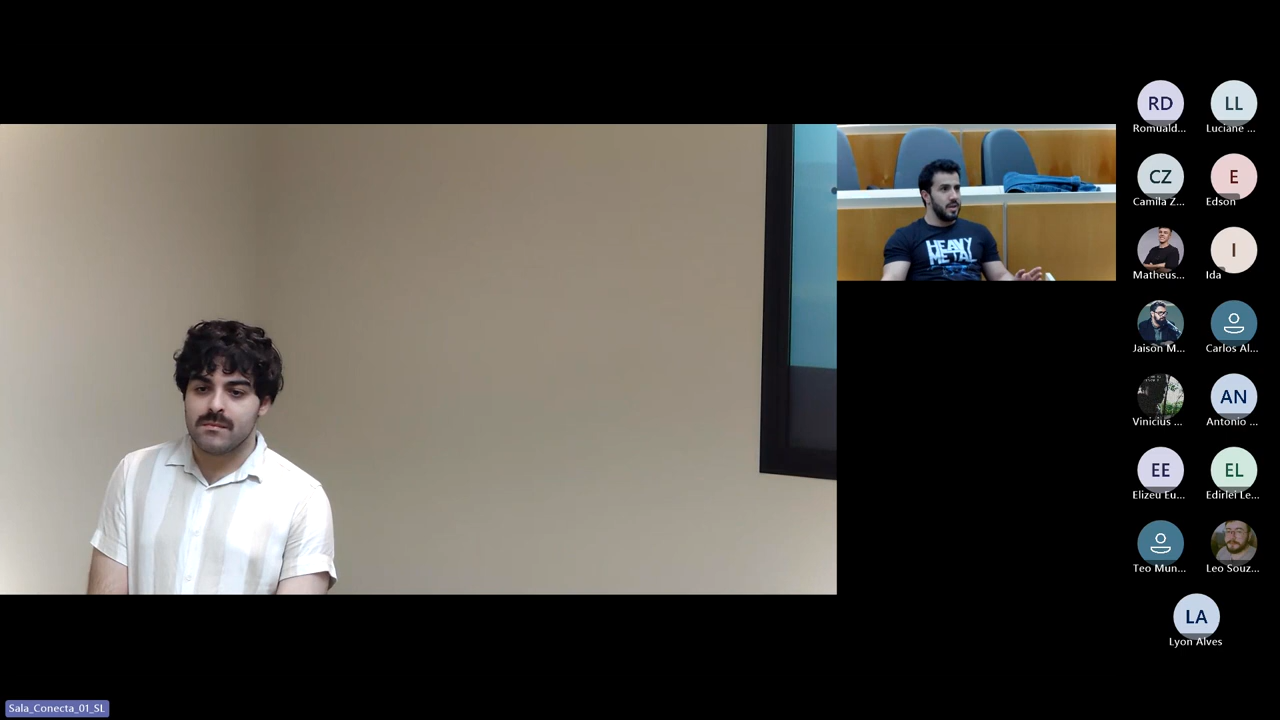 HEAVY
METAL
RD
LL
Romuald...
Luciane ...
CZ
E
Camila Z...
Edson
I
Matheus...
Ida
Jaison M...
Carlos Al...
AN
Vinicius ...
Antonio ...
EE
EL
Elizeu Eu...
Edirlei Le...
Teo Mun...
Leo Souz...
LA
Lyon Alves
Sala_Conecta_01_SL